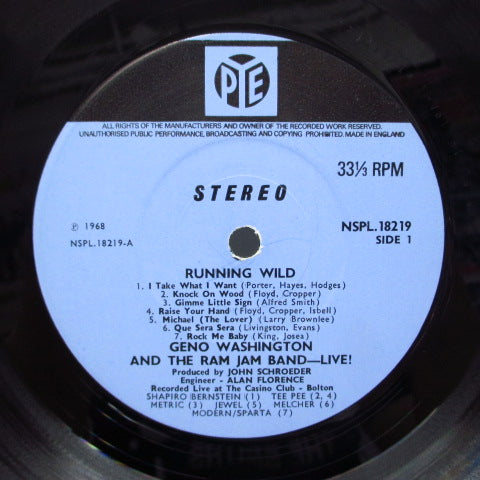 PYE
ALL RIGHTS OF THE MANUFACTURERS AND OWNER OF THE RECORDED WORK RESERVED.
UNAUTHORISED PUBLIC PERFORMANCE, BROADCASTING AND COPYING PROHIBITED. MADE IN ENGLAND
33⅓ RPM
STEREO
℗ 1968
NSPL.18219-A
NSPL.18219
SIDE 1
RUNNING WILD
1. I Take What I Want (Porter, Hayes, Hodges)
2. Knock On Wood (Floyd, Cropper)
3. Gimme Little Sign (Alfred Smith)
4. Raise Your Hand (Floyd, Cropper, Isbell)
5. Michael (The Lover) (Larry Brownlee)
6. Que Sera Sera (Livingston, Evans)
7. Rock Me Baby (King, Josea)
GENO WASHINGTON
AND THE RAM JAM BAND—LIVE!
Produced by JOHN SCHROEDER
Engineer - ALAN FLORENCE
Recorded Live at The Casino Club - Bolton
SHAPIRO BERNSTEIN (1) TEE PEE (2, 4)
METRIC (3) JEWEL (5) MELCHER (6)
MODERN/SPARTA (7)